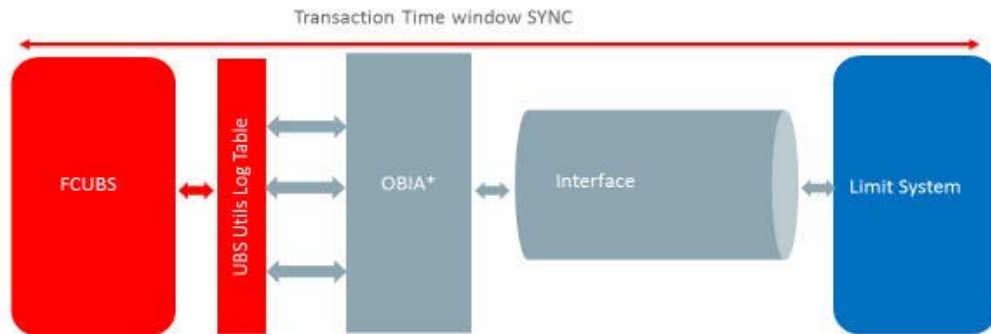 Transaction Time window SYNC
FCUBS
UBS Utils Log Table
OBIA+
Interface
Limit System